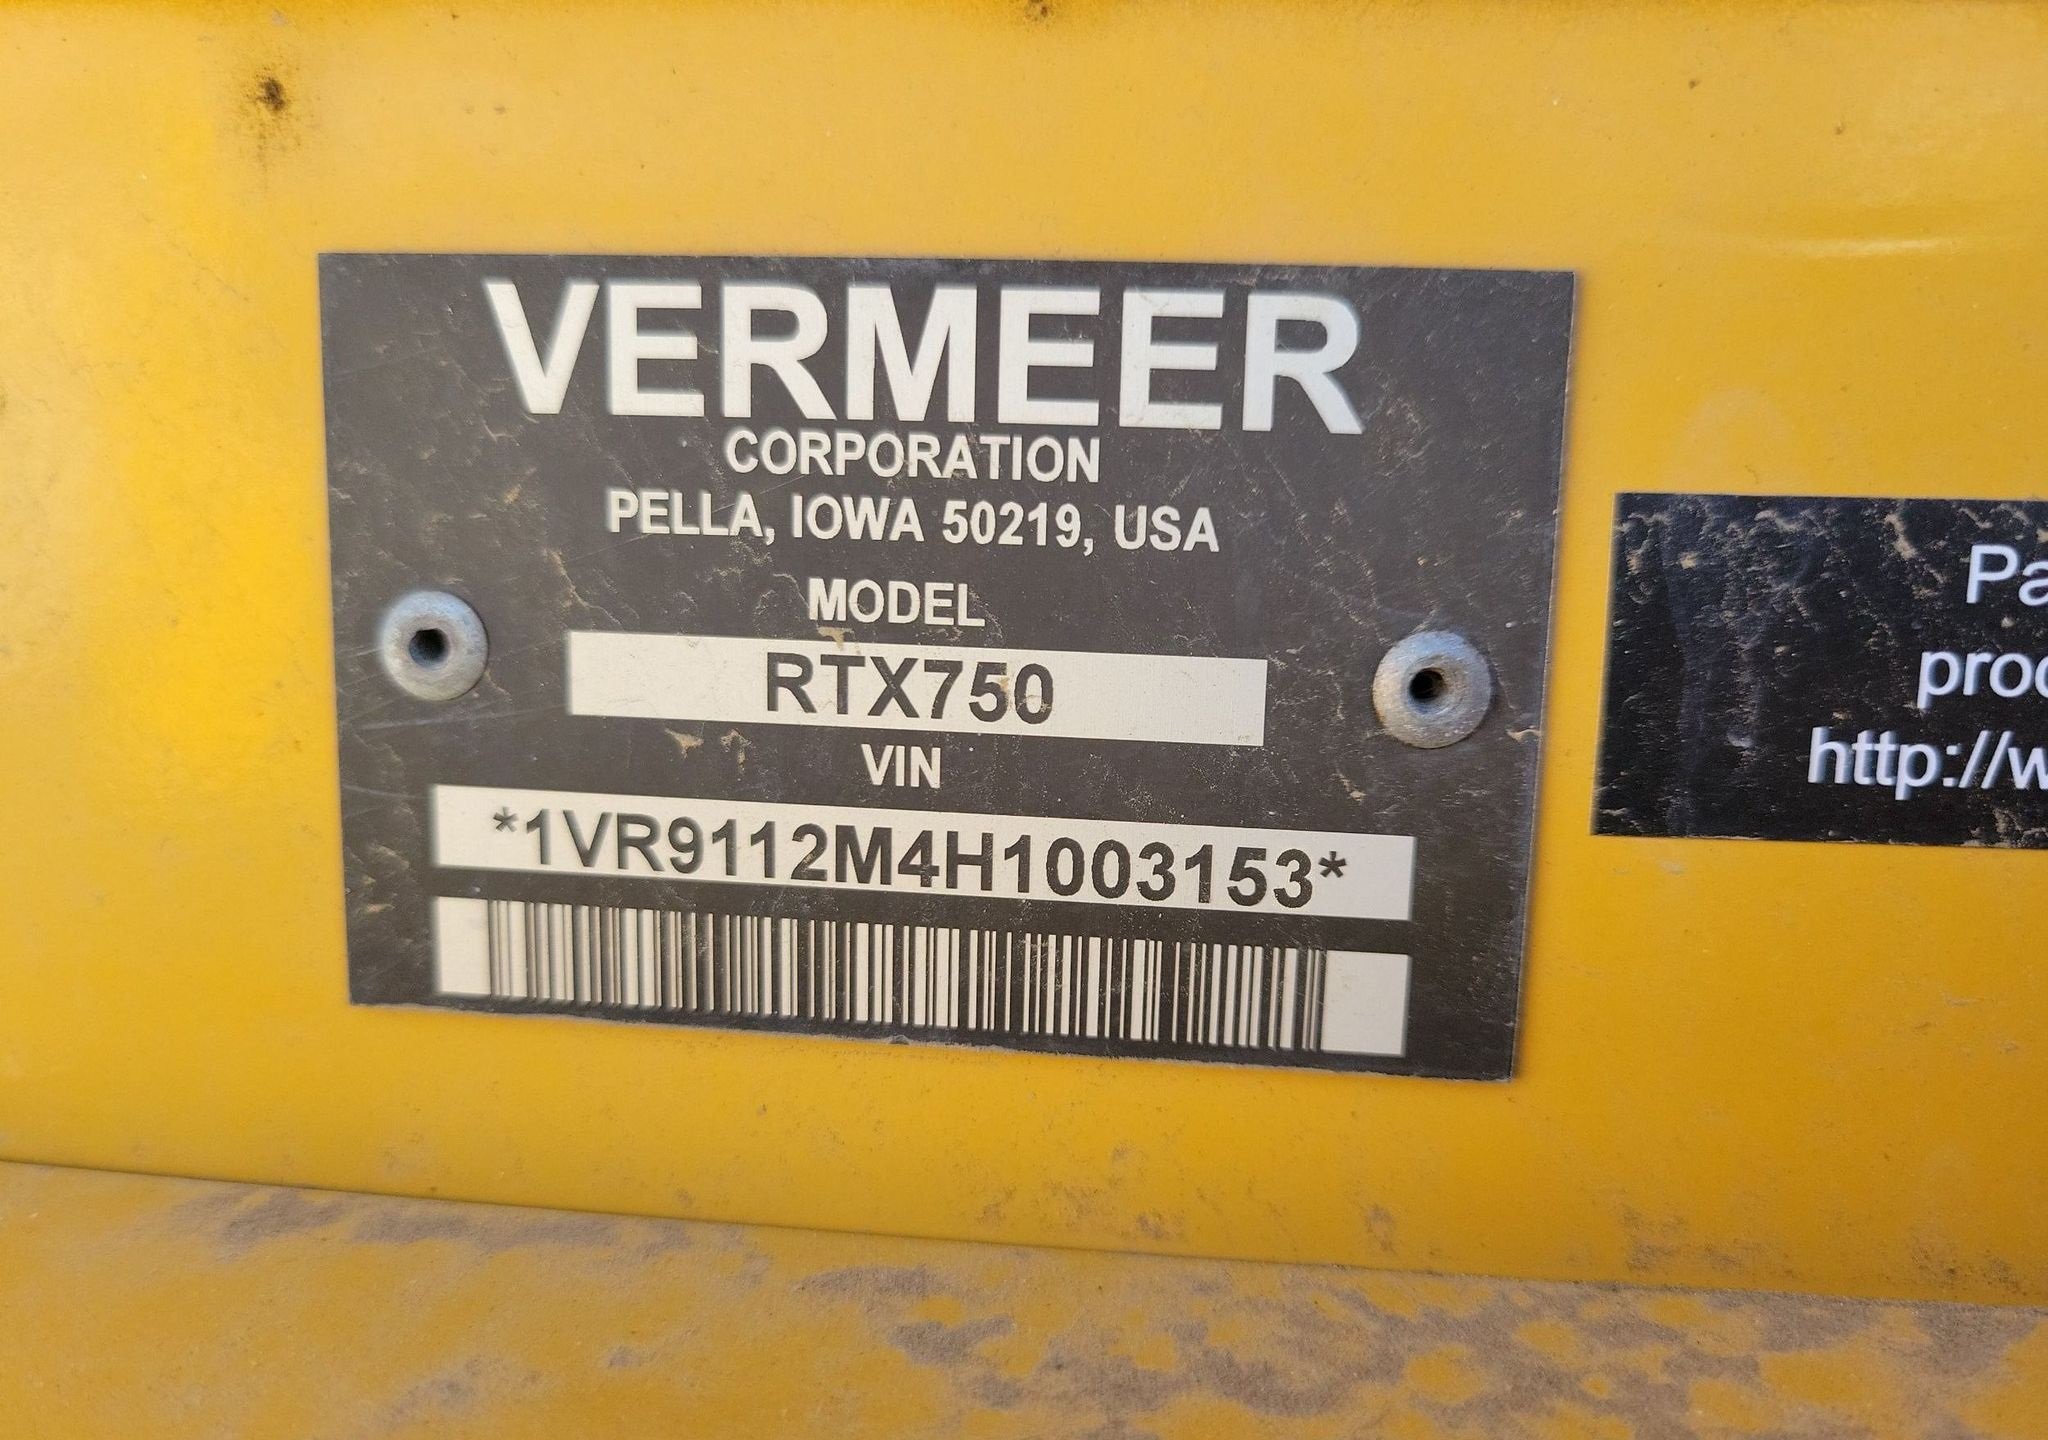 VERMEER
CORPORATION
PELLA, IOWA 50219, USA
MODEL
RTX750
VIN
*1VR9112M4H1003153*
Pa
proc
http://w